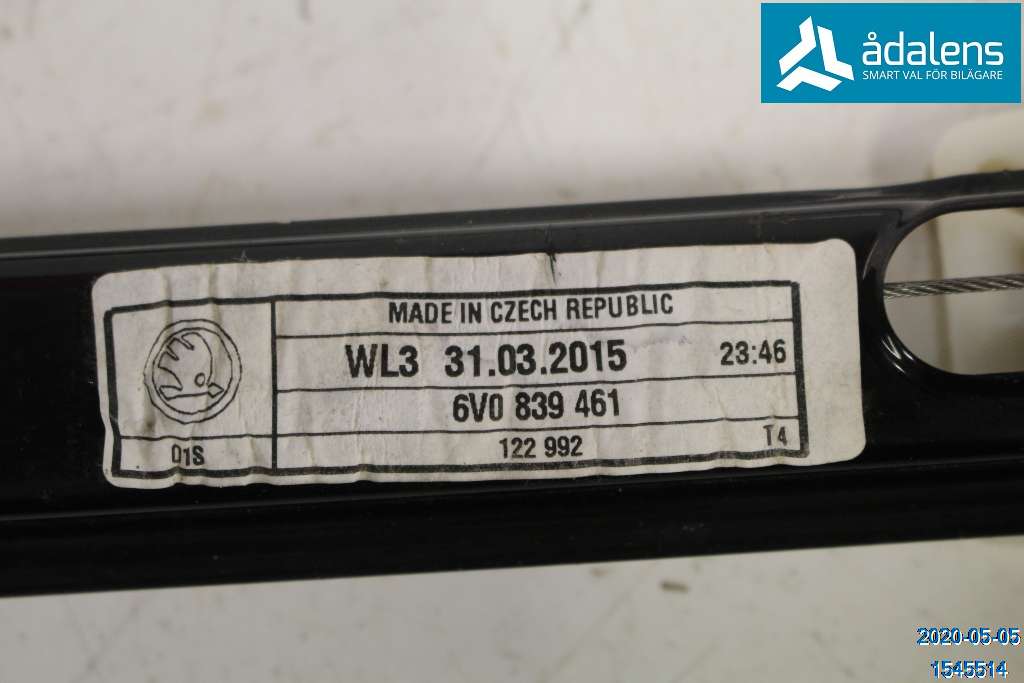 ådalens
SMART VAL FÖR BILÄGARE
MADE IN CZECH REPUBLIC
WL3 31.03.2015 23:46
6V0 839 461
01S 122 992 T4
2020-05-05
1545514